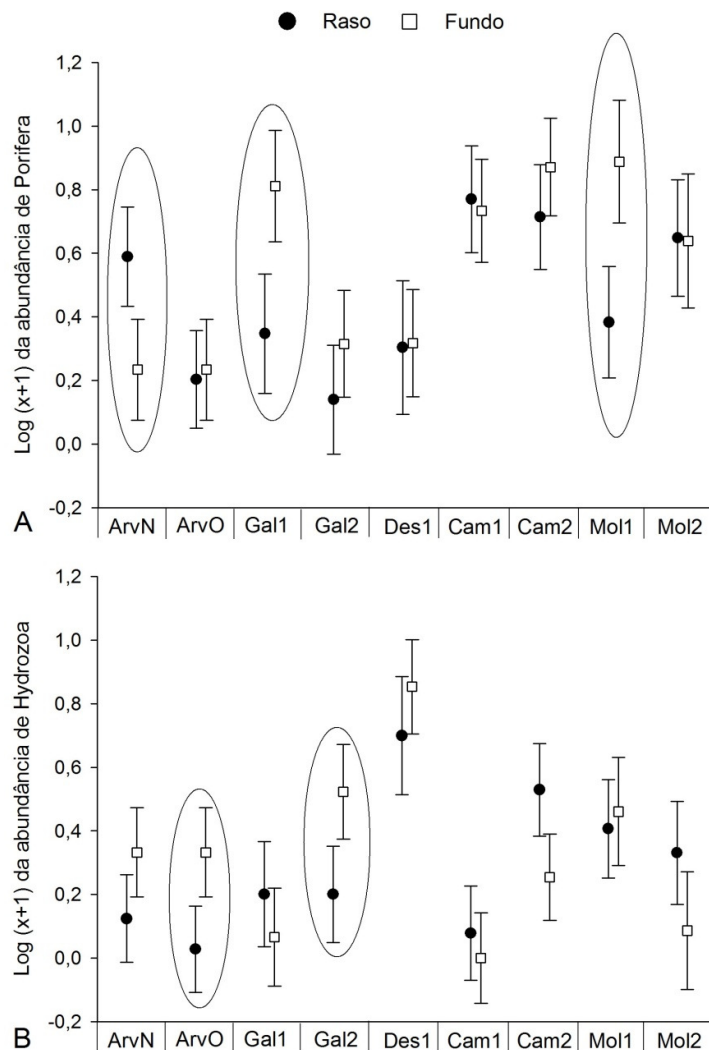 Raso Fundo
Log (x+1) da abundância de Porifera
1,2
1,0
0,8
0,6
0,4
0,2
0,0
-0,2
A
ArvN ArvO Gal1 Gal2 Des1 Cam1 Cam2 Mol1 Mol2
Log (x+1) da abundância de Hydrozoa
1,2
1,0
0,8
0,6
0,4
0,2
0,0
-0,2
B
ArvN ArvO Gal1 Gal2 Des1 Cam1 Cam2 Mol1 Mol2